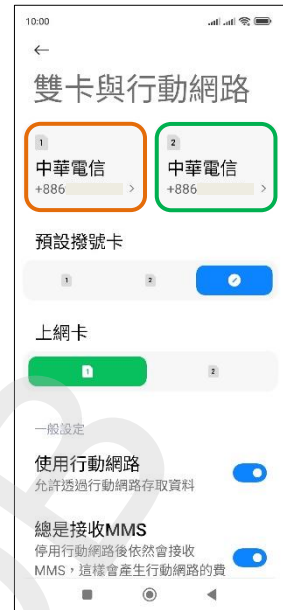 10:00
雙卡與行動網路
1
中華電信
+886
2
中華電信
+886
預設撥號卡
1
2
上網卡
1
2
一般設定
使用行動網路
允許透過行動網路存取資料
總是接收MMS
停用行動網路後依然會接收
MMS，這樣會產生行動網路的費